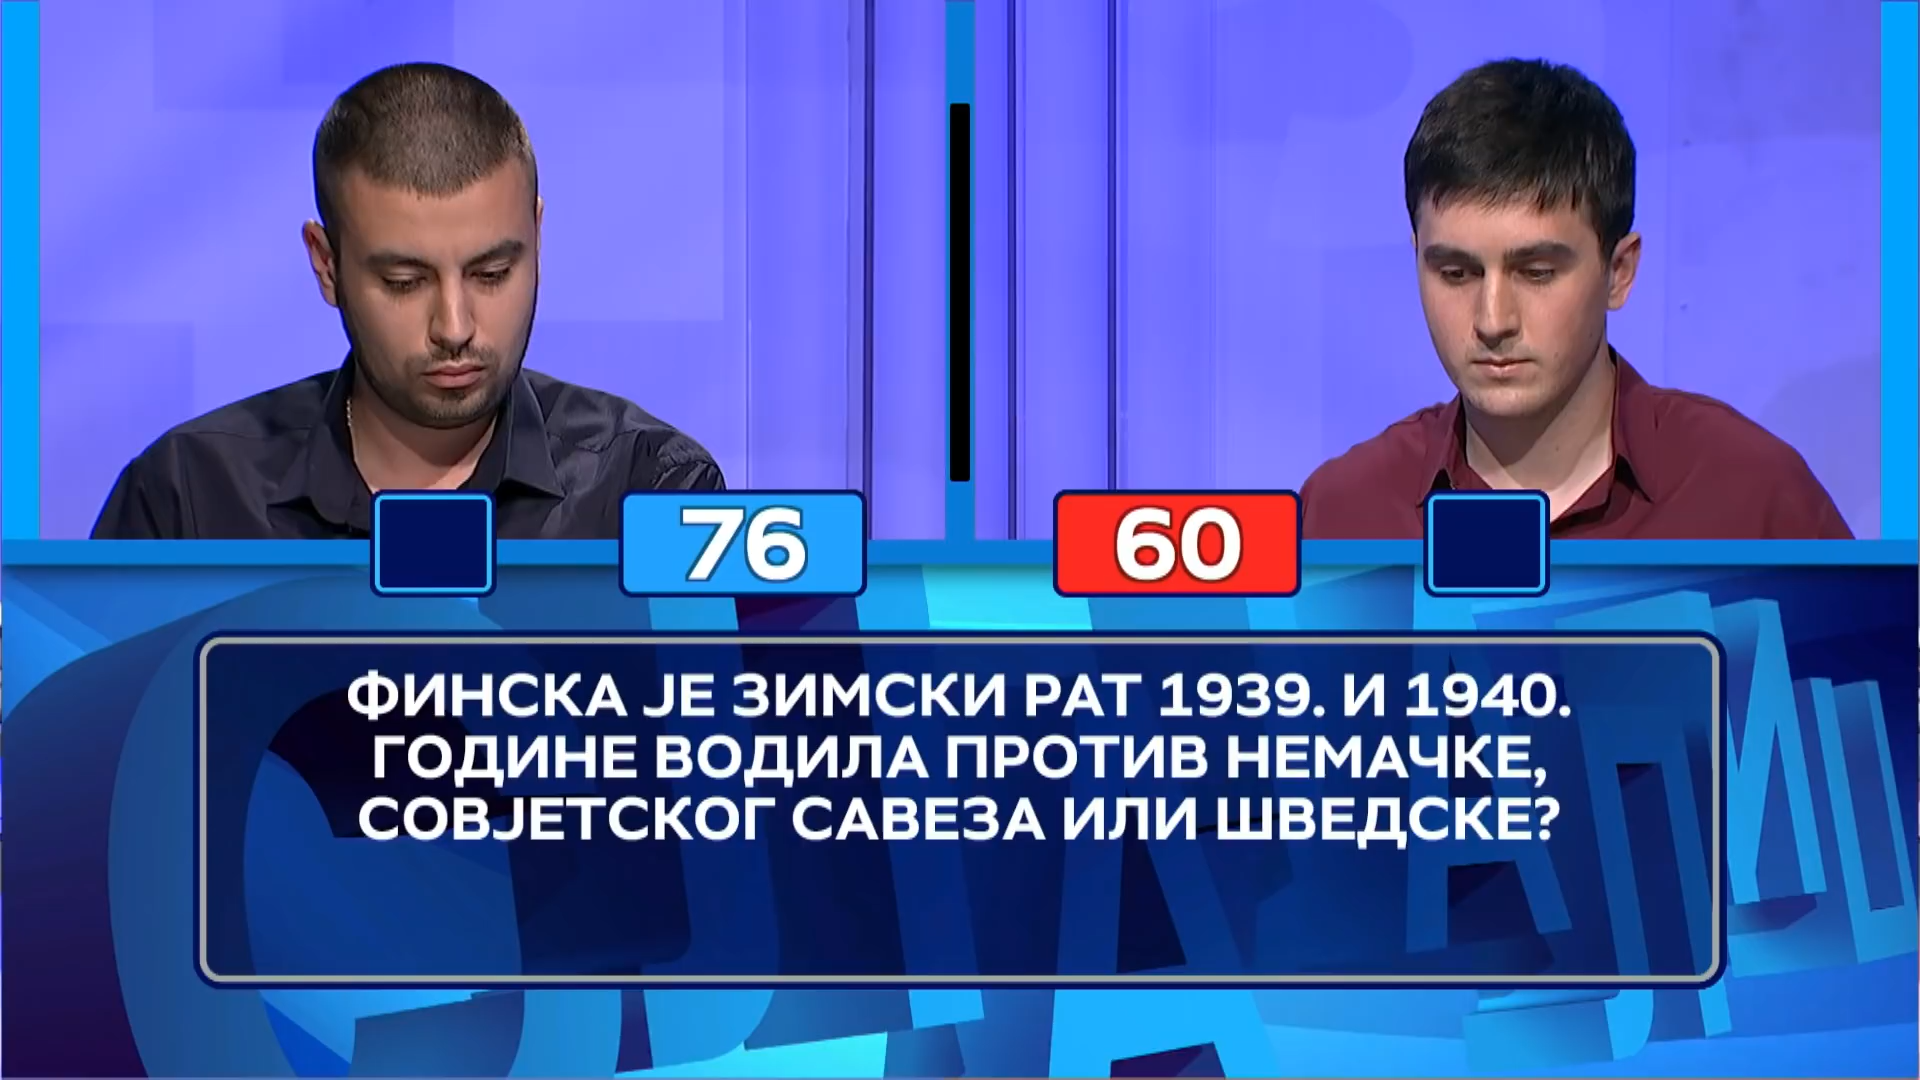 76
60
ФИНСКА ЈЕ ЗИМСКИ РАТ 1939. И 1940.
ГОДИНЕ ВОДИЛА ПРОТИВ НЕМАЧКЕ,
СОВЈЕТСКОГ САВЕЗА ИЛИ ШВЕДСКЕ?